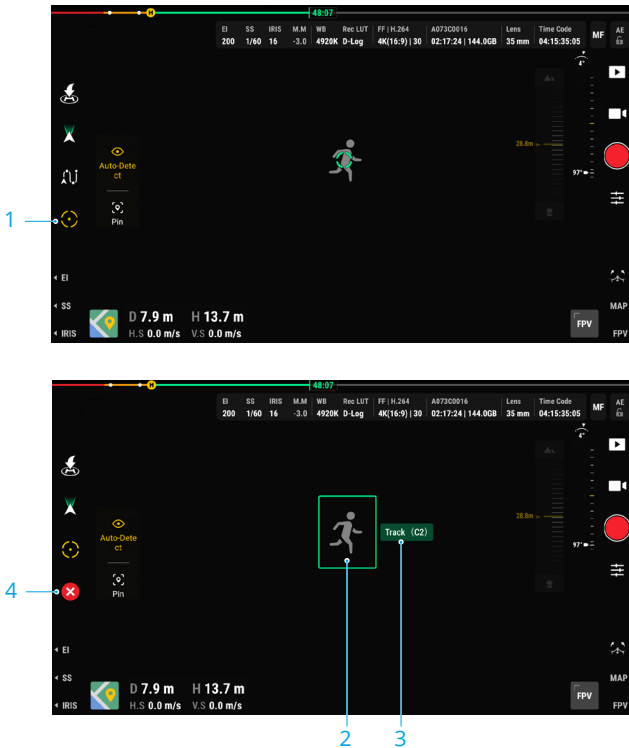 48:07
EI SS IRIS M.M WB Rec LUT FF | H.264 A073C0016 Lens Time Code
200 1/60 16 -3.0 4920K D-Log 4K(16:9) | 30 02:17:24 | 144.0GB 35 mm 04:15:35:05 MF AE
4°
Auto-Dete
ct
28.8m
97°
1
Pin
EI
SS
MAP
D 7.9 m H 13.7 m
FPV
IRIS H.S 0.0 m/s V.S 0.0 m/s FPV
48:07
EI SS IRIS M.M WB Rec LUT FF | H.264 A073C0016 Lens Time Code
200 1/60 16 -3.0 4920K D-Log 4K(16:9) | 30 02:17:24 | 144.0GB 35 mm 04:15:35:05 MF AE
4°
28.8m
Auto-Dete
ct
Track (C2)
97°
4
Pin
EI
SS
MAP
D 7.9 m H 13.7 m
FPV
IRIS H.S 0.0 m/s V.S 0.0 m/s FPV
2 3